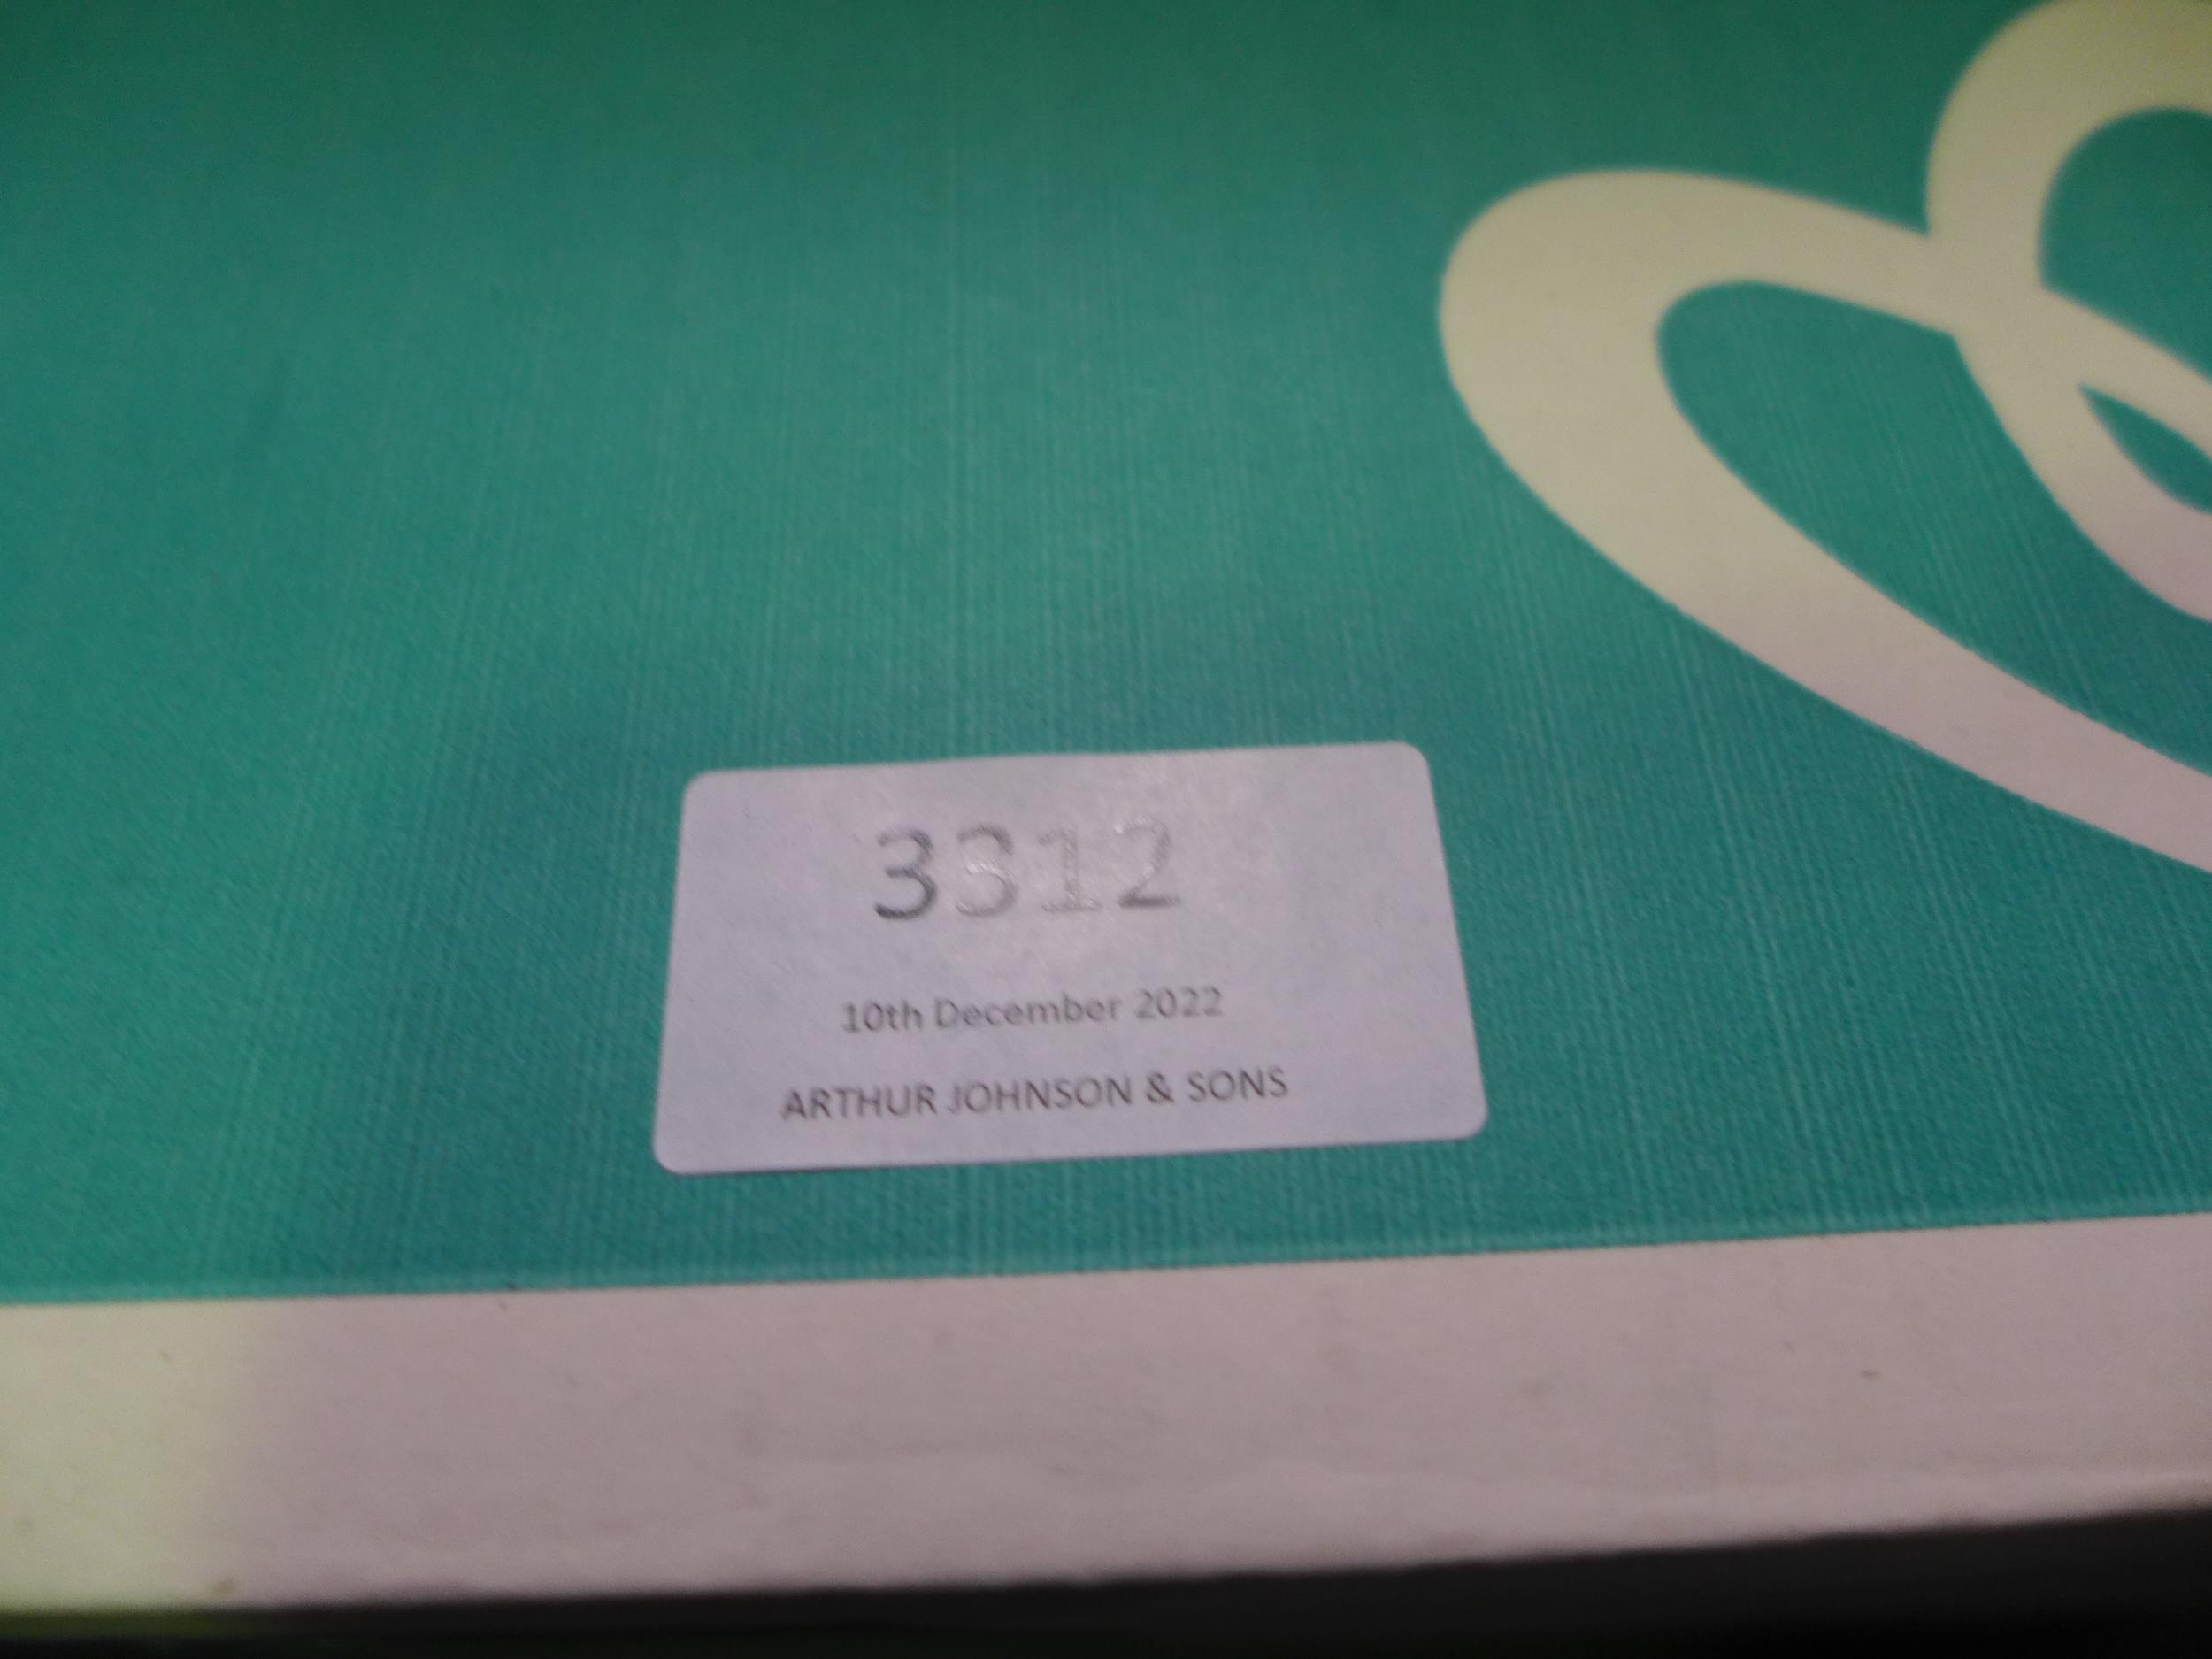 3312
10th December 2022
ARTHUR JOHNSON & SONS